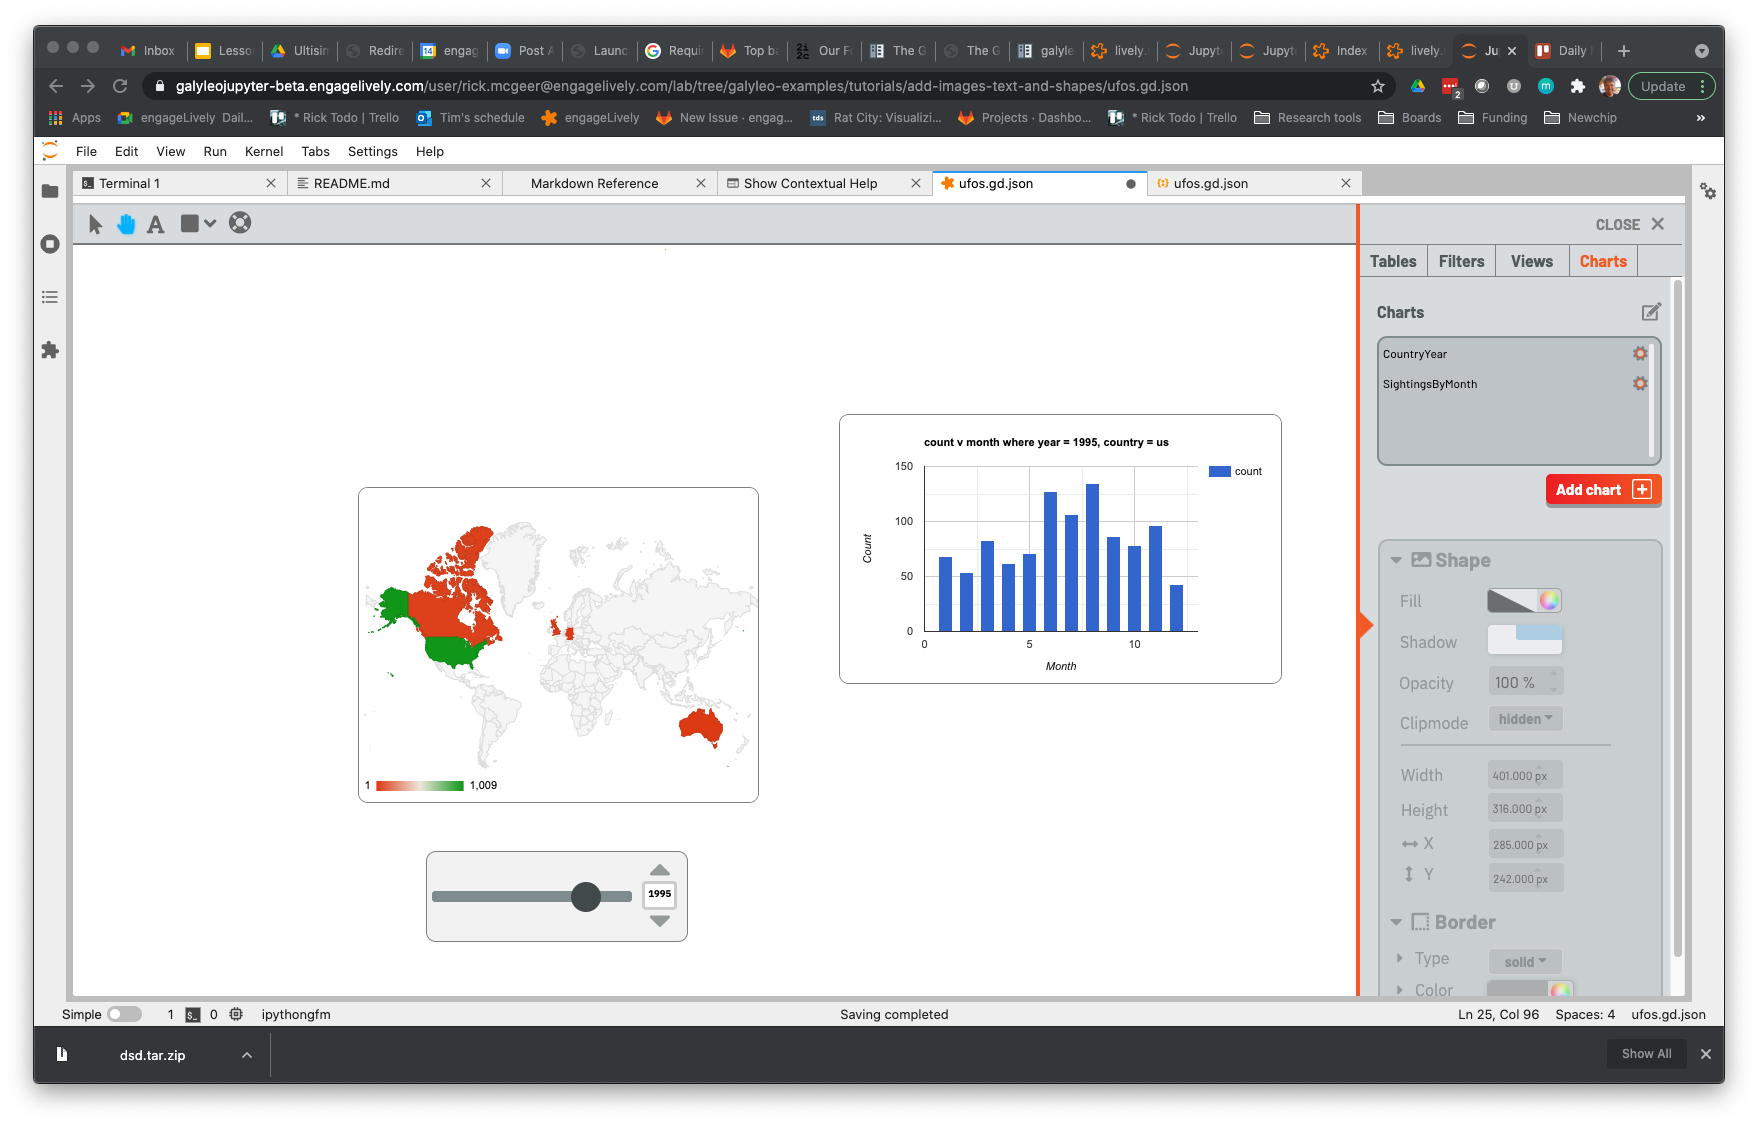 Inbox
Lesso
Ultisin
Redire
14 engag
Post A
Launc
Requi
Top ba
2i2c Our F
The G
The G
galyle
lively.
Jupyt
Jupyt
Index
lively.
Ju
Daily
galyleojupyter-beta.engagelively.com/user/rick.mcgeer@engagelively.com/lab/tree/galyleo-examples/tutorials/add-images-text-and-shapes/ufos.gd.json
2
Update
Apps
engageLively Dail...
* Rick Todo | Trello
Tim's schedule
engageLively
New Issue · engag...
tds Rat City: Visualizi...
Projects · Dashbo...
* Rick Todo | Trello
Research tools
Boards
Funding
Newchip
»
File Edit View Run Kernel Tabs Settings Help
Terminal 1
README.md
Markdown Reference
Show Contextual Help
ufos.gd.json
ufos.gd.json
A
CLOSE
Tables Filters Views Charts
Charts
CountryYear
SightingsByMonth
Add chart
count v month where year = 1995, country = us
150
100
50
0
0 5 10
Count
Month
count
1 1,009
1995
Shape
Fill
Shadow
Opacity 100 %
Clipmode hidden
Width 401.000 px
Height 316.000 px
X 285.000 px
Y 242.000 px
Border
Type solid
Color
Simple 1 $_ 0 ipythongfm
Saving completed
Ln 25, Col 96 Spaces: 4 ufos.gd.json
dsd.tar.zip
Show All